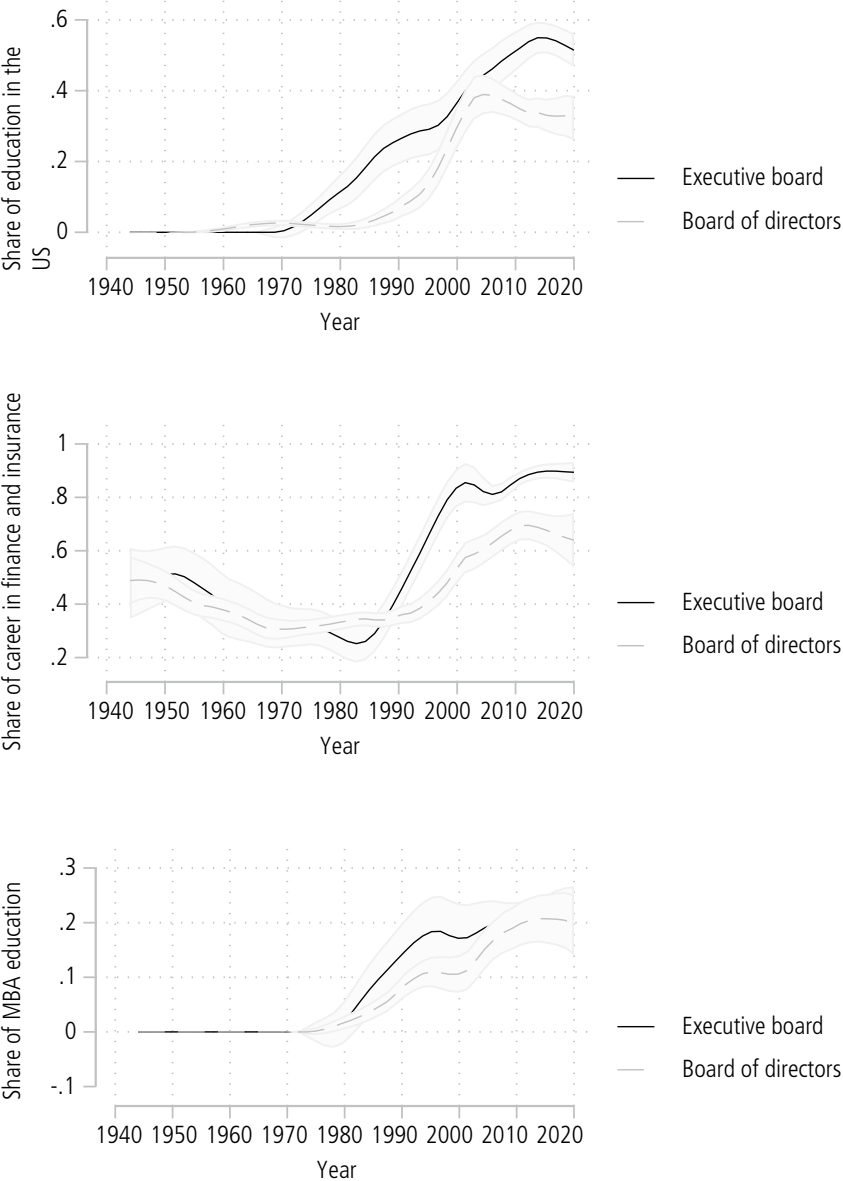 Share of education in the
US
.6
.4
.2
0
1940 1950 1960 1970 1980 1990 2000 2010 2020
Year
Executive board
Board of directors
Share of career in finance and insurance
1
.8
.6
.4
.2
1940 1950 1960 1970 1980 1990 2000 2010 2020
Year
Executive board
Board of directors
Share of MBA education
.3
.2
.1
0
-.1
1940 1950 1960 1970 1980 1990 2000 2010 2020
Year
Executive board
Board of directors